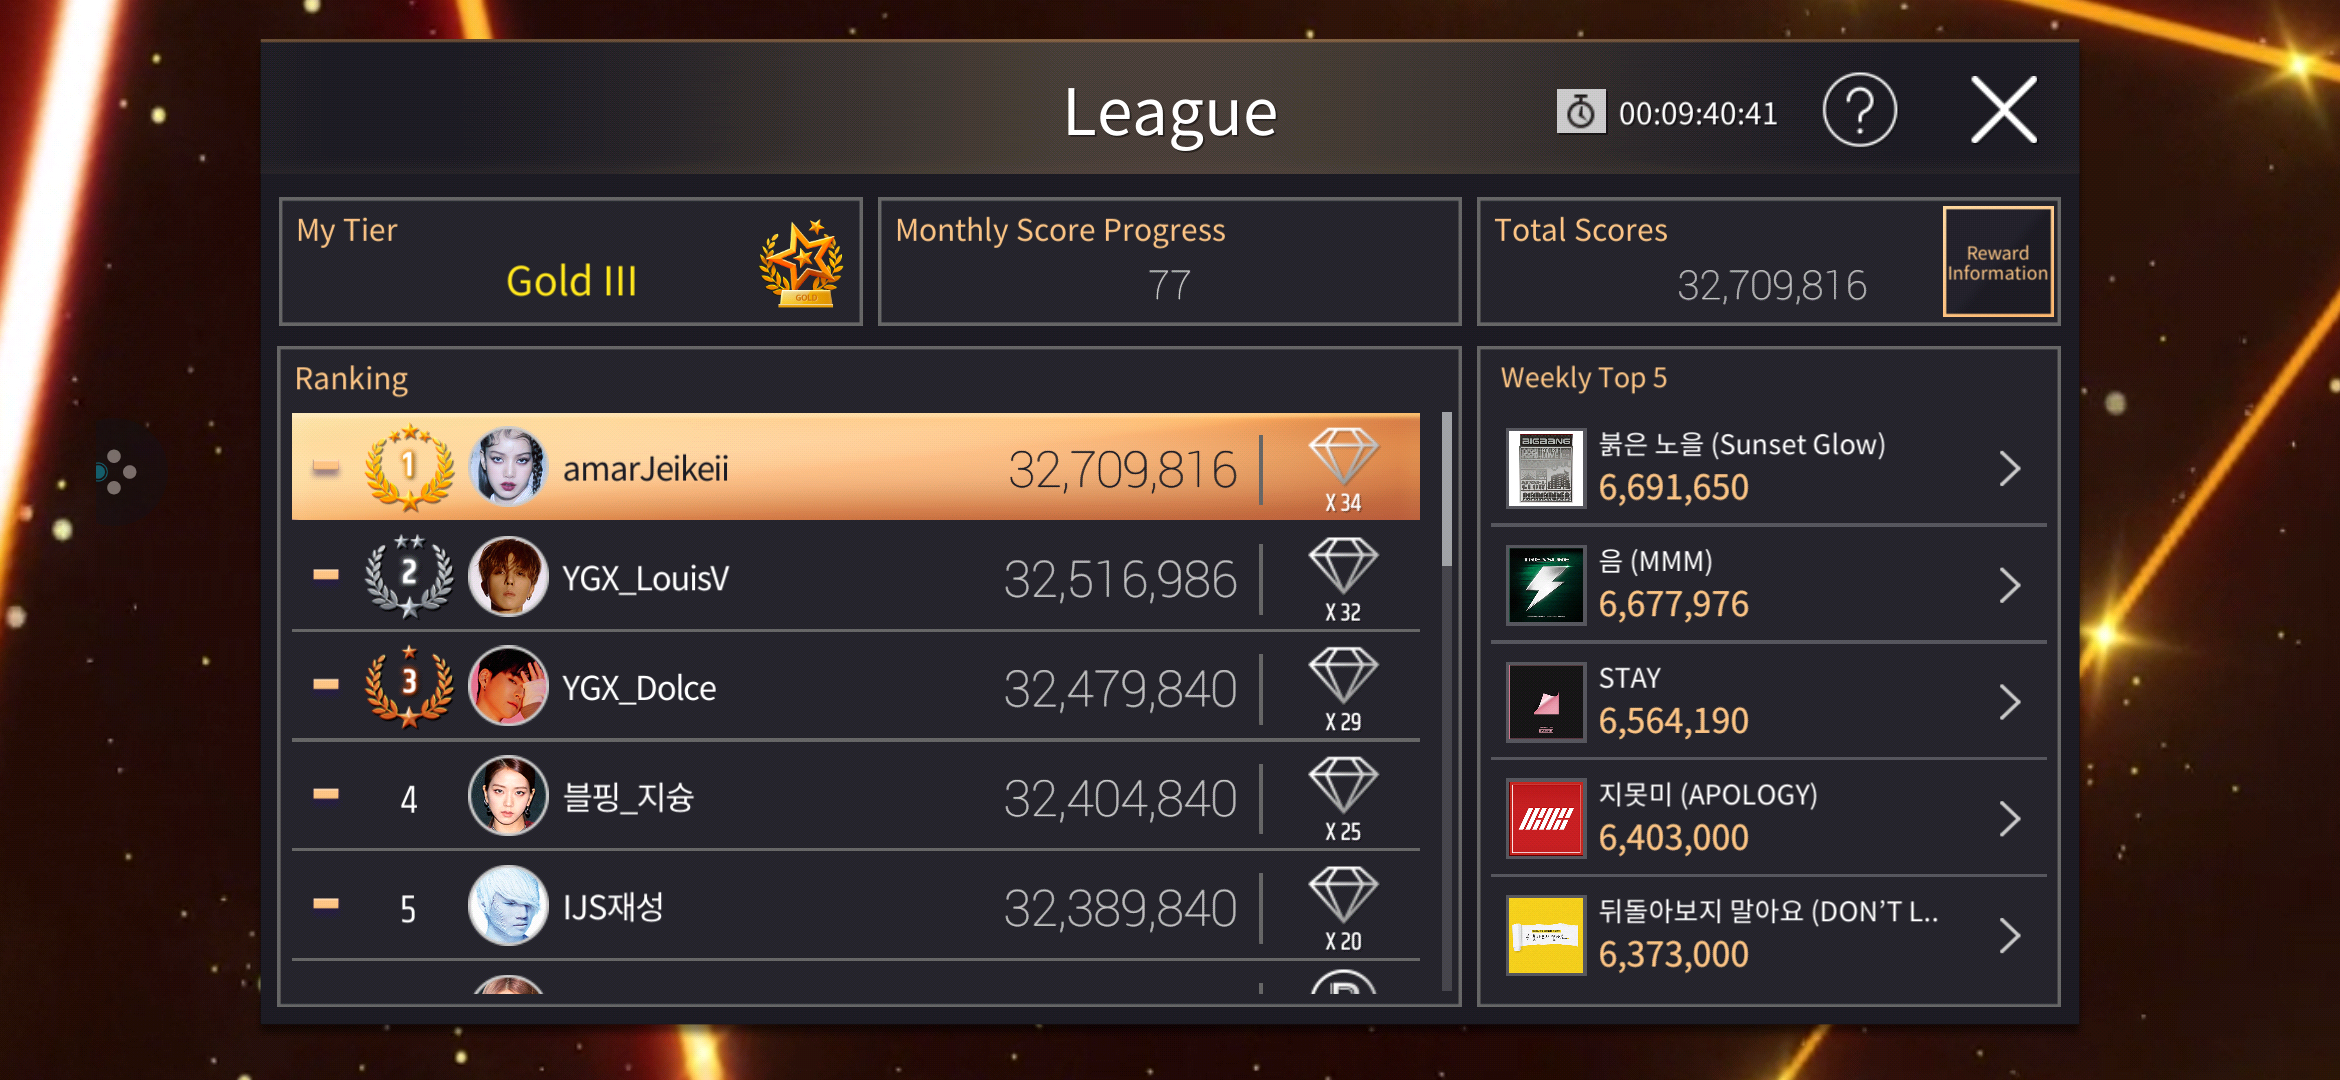 League
00:09:40:41
?
My Tier
Gold III
GOLD
Monthly Score Progress
77
Total Scores
32,709,816
Reward
Information
Ranking
1
amarJeikeii
32,709,816
X 34
2
YGX_LouisV
32,516,986
X 32
3
YGX_Dolce
32,479,840
X 29
4
블핑_지슝
32,404,840
X 25
5
IJS재성
32,389,840
X 20
Weekly Top 5
BIGBANG
붉은 노을 (Sunset Glow)
6,691,650
TREASURE
음 (MMM)
6,677,976
STAY
6,564,190
지못미 (APOLOGY)
6,403,000
뒤돌아보지 말아요 (DON’T L..
6,373,000